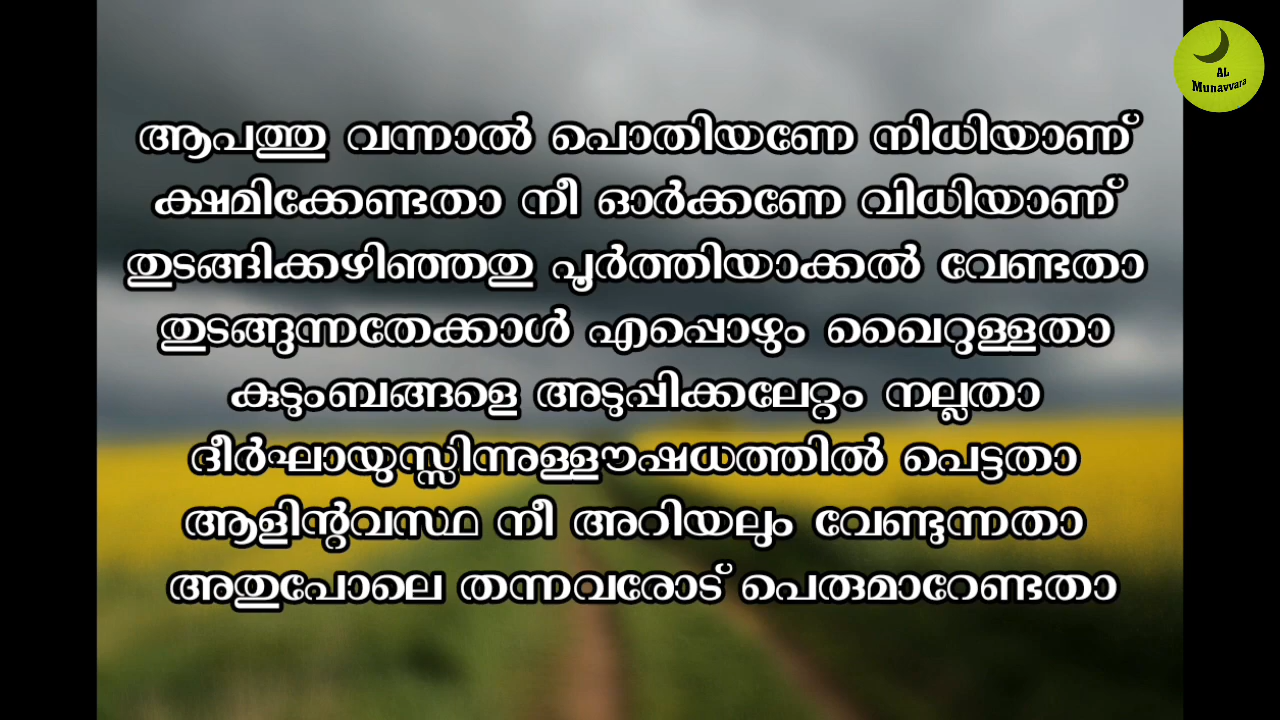 ആപത്തു വന്നാൽ പൊതിയണേ നിധിയാണ്
ക്ഷമിക്കേണ്ടതാ നീ ഓർക്കണേ വിധിയാണ്
തുടങ്ങിക്കഴിഞ്ഞതു പൂർത്തിയാക്കൽ വേണ്ടതാ
തുടങ്ങുന്നതേക്കാൾ എപ്പൊഴും ഖൈറുള്ളതാ
കുടുംബങ്ങളെ അടുപ്പിക്കലേറ്റം നല്ലതാ
ദീർഘായുസ്സിന്നുള്ളൗഷധത്തിൽ പെട്ടതാ
ആളിന്റവസ്ഥ നീ അറിയലും വേണ്ടുന്നതാ
അതുപോലെ തന്നവരോട് പെരുമാറേണ്ടതാ
AL
Munavvara